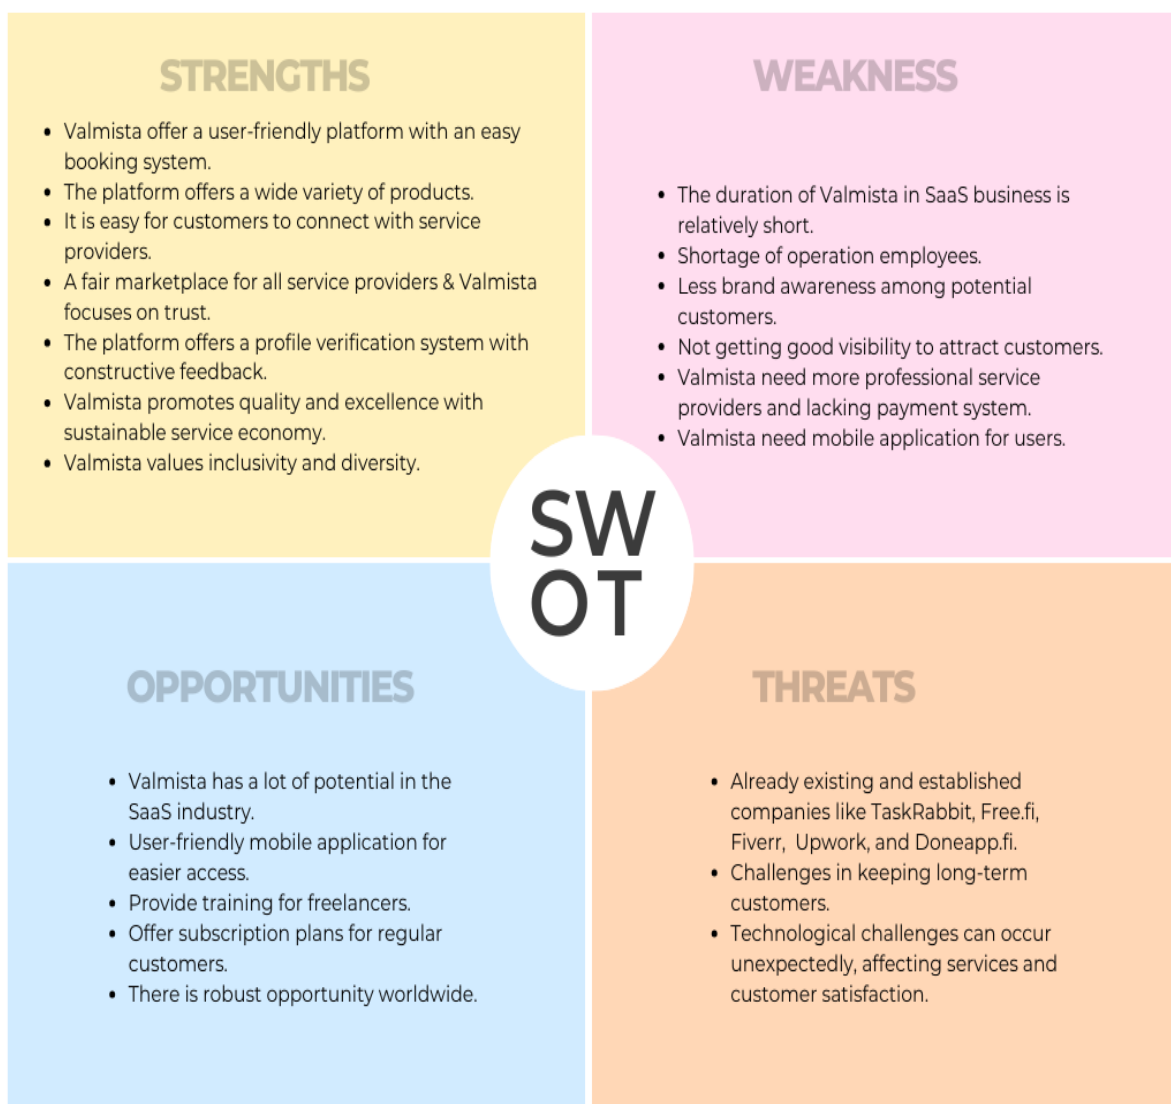 STRENGTHS
• Valmista offer a user-friendly platform with an easy
booking system.
• The platform offers a wide variety of products.
• It is easy for customers to connect with service
providers.
• A fair marketplace for all service providers & Valmista
focuses on trust.
• The platform offers a profile verification system with
constructive feedback.
• Valmista promotes quality and excellence with
sustainable service economy.
• Valmista values inclusivity and diversity.
WEAKNESS
• The duration of Valmista in SaaS business is
relatively short.
• Shortage of operation employees.
• Less brand awareness among potential
customers.
• Not getting good visibility to attract customers.
• Valmista need more professional service
providers and lacking payment system.
• Valmista need mobile application for users.
SW
OT
OPPORTUNITIES
• Valmista has a lot of potential in the
SaaS industry.
• User-friendly mobile application for
easier access.
• Provide training for freelancers.
• Offer subscription plans for regular
customers.
• There is robust opportunity worldwide.
THREATS
• Already existing and established
companies like TaskRabbit, Free.fi,
Fiverr, Upwork, and Doneapp.fi.
• Challenges in keeping long-term
customers.
• Technological challenges can occur
unexpectedly, affecting services and
customer satisfaction.